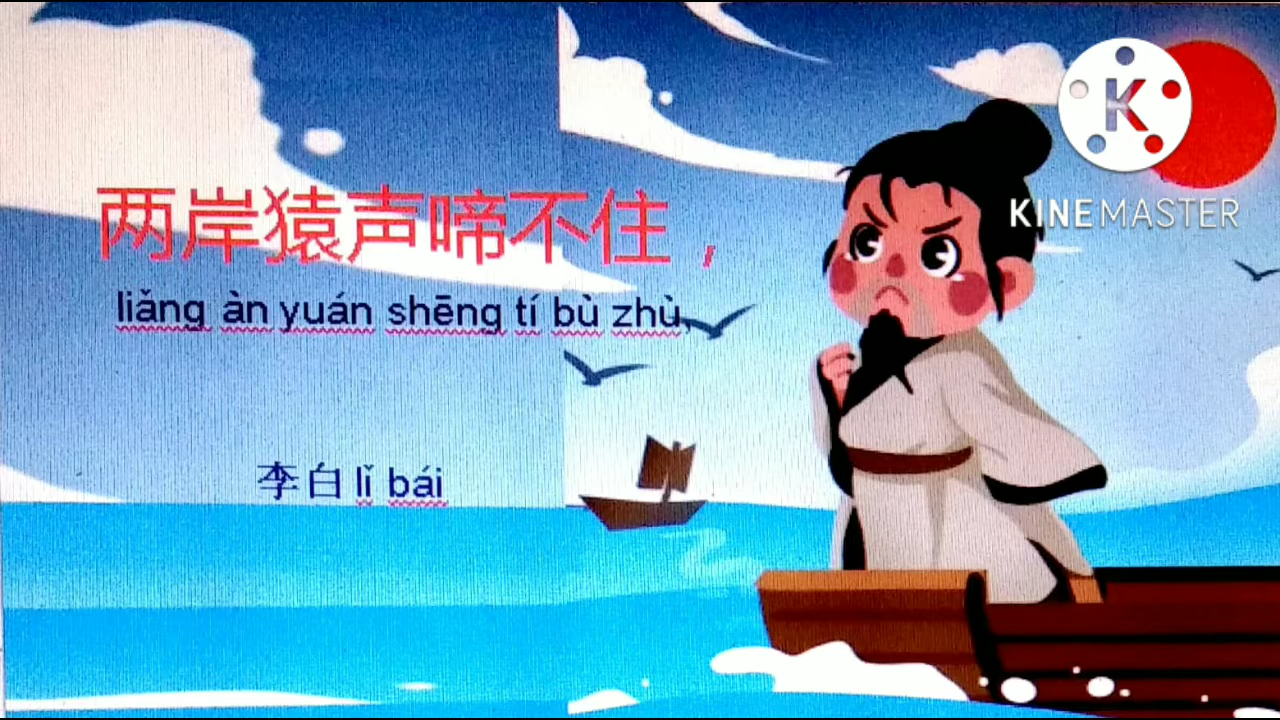 两岸猿声啼不住，
liǎng àn yuán shēng tí bù zhù,
李白 lǐ bái
KINEMASTER